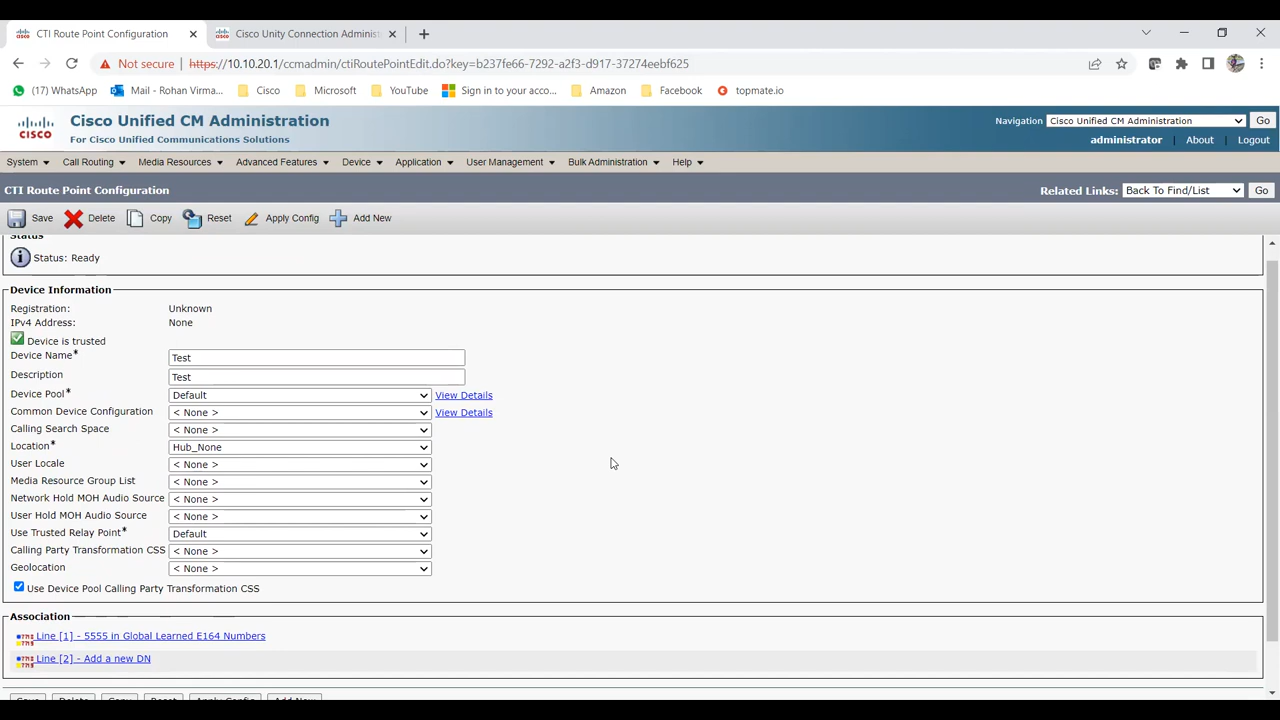 CTI Route Point Configuration
Cisco Unity Connection Administ
Not secure
https://10.10.20.1/ccmadmin/ctiRoutePointEdit.do?key=b237fe66-7292-a2f3-d917-37274eebf625
(17) WhatsApp
Mail - Rohan Virma...
Cisco
Microsoft
YouTube
Sign in to your acco...
Amazon
Facebook
topmate.io
CISCO
Cisco Unified CM Administration
For Cisco Unified Communications Solutions
Navigation Cisco Unified CM Administration Go
administrator About Logout
System Call Routing Media Resources Advanced Features Device Application User Management Bulk Administration Help
CTI Route Point Configuration
Related Links: Back To Find/List Go
Save Delete Copy Reset Apply Config Add New
Status
Status: Ready
Device Information
Registration: Unknown
IPv4 Address: None
Device is trusted
Device Name* Test
Description Test
Device Pool* Default View Details
Common Device Configuration < None > View Details
Calling Search Space < None >
Location* Hub_None
User Locale < None >
Media Resource Group List < None >
Network Hold MOH Audio Source < None >
User Hold MOH Audio Source < None >
Use Trusted Relay Point* Default
Calling Party Transformation CSS < None >
Geolocation < None >
Use Device Pool Calling Party Transformation CSS
Association
Line [1] - 5555 in Global Learned E164 Numbers
Line [2] - Add a new DN
Save Delete Copy Reset Apply Config Add New